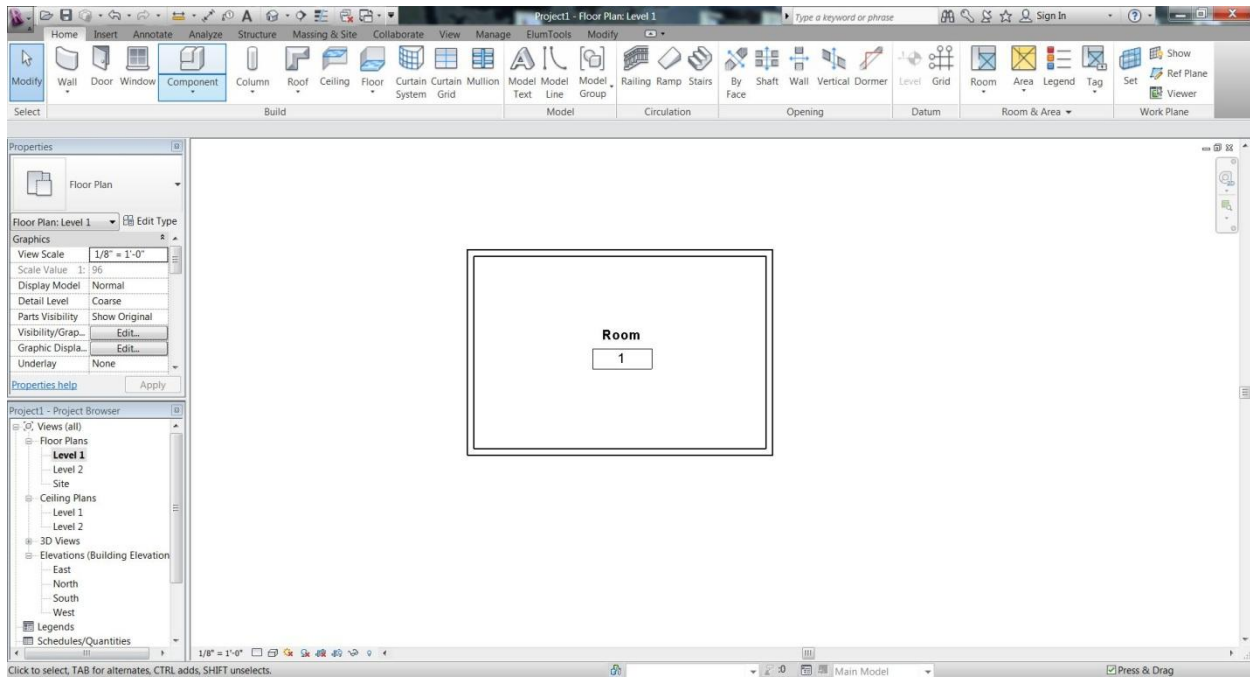 Project1 - Floor Plan: Level 1
Type a keyword or phrase
Sign In
Home Insert Annotate Analyze Structure Massing & Site Collaborate View Manage ElumTools Modify
Modify
Wall
Door
Window
Component
Column
Roof
Ceiling
Floor
Curtain System
Curtain Grid
Mullion
Model Text
Model Line
Model Group
Railing
Ramp
Stairs
By Face
Shaft
Wall
Vertical
Dormer
Level
Grid
Room
Area
Legend
Tag
Set
Show
Ref Plane
Viewer
Select
Build
Model
Circulation
Opening
Datum
Room & Area
Work Plane
Properties
Floor Plan
Floor Plan: Level 1
Edit Type
Graphics
View Scale 1/8" = 1'-0"
Scale Value 1: 96
Display Model Normal
Detail Level Coarse
Parts Visibility Show Original
Visibility/Grap... Edit...
Graphic Displa... Edit...
Underlay None
Properties help
Apply
Project1 - Project Browser
Views (all)
Floor Plans
Level 1
Level 2
Site
Ceiling Plans
Level 1
Level 2
3D Views
Elevations (Building Elevation
East
North
South
West
Legends
Schedules/Quantities
Room
1
1/8" = 1'-0"
Click to select, TAB for alternates, CTRL adds, SHIFT unselects.
:0
Main Model
Press & Drag